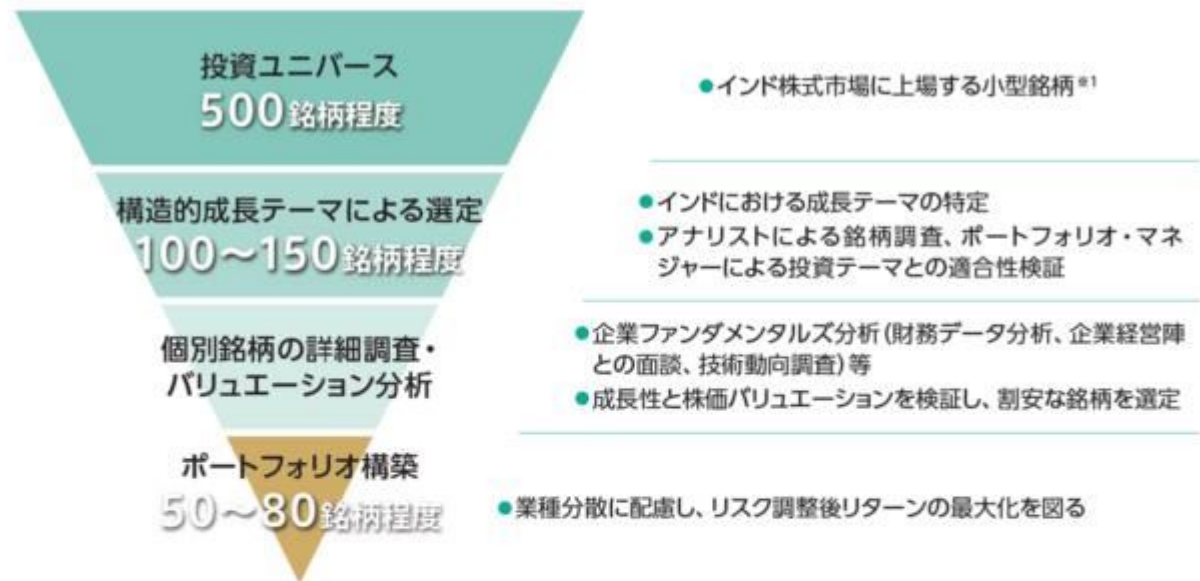 投資ユニバース
500銘柄程度
●インド株式市場に上場する小型銘柄※1
構造的成長テーマによる選定
100～150銘柄程度
●インドにおける成長テーマの特定
●アナリストによる銘柄調査、ポートフォリオ・マネ
ジャーによる投資テーマとの適合性検証
個別銘柄の詳細調査・
バリュエーション分析
●企業ファンダメンタルズ分析(財務データ分析、企業経営陣
との面談、技術動向調査)等
●成長性と株価バリュエーションを検証し、割安な銘柄を選定
ポートフォリオ構築
50～80銘柄程度
●業種分散に配慮し、リスク調整後リターンの最大化を図る